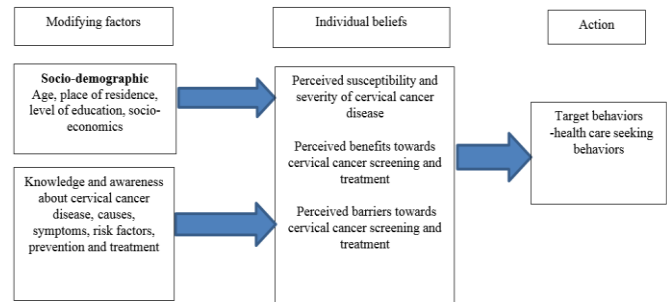 Modifying factors
Individual beliefs
Action
Socio-demographic
Age, place of residence,
level of education, socio-
economics
Knowledge and awareness
about cervical cancer
disease, causes,
symptoms, risk factors,
prevention and treatment
Perceived susceptibility and
severity of cervical cancer
disease
Perceived benefits towards
cervical cancer screening and
treatment
Perceived barriers towards
cervical cancer screening and
treatment
Target behaviors
-health care seeking
behaviors